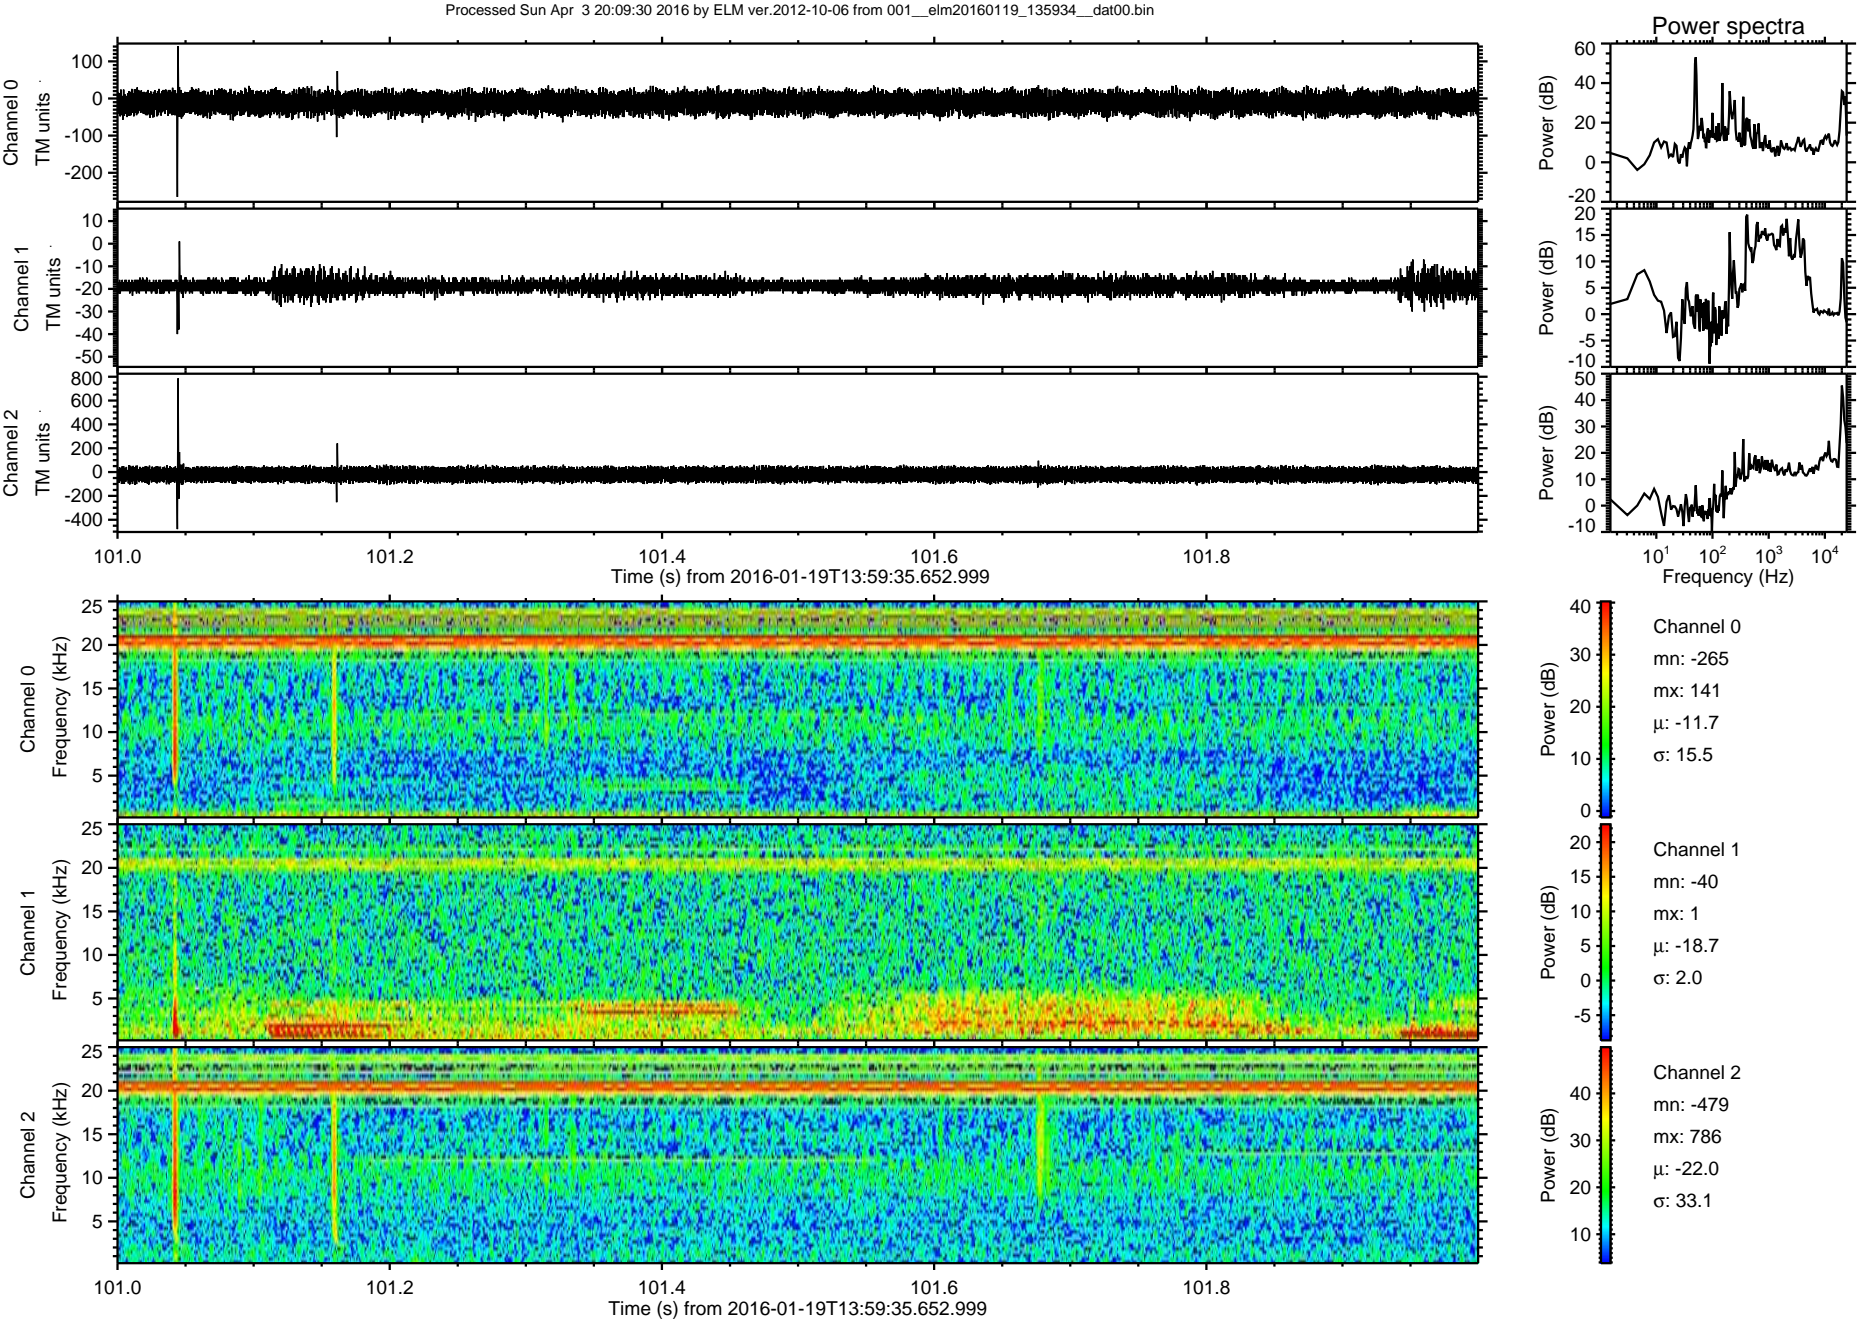 Processed Sun Apr  3 20:09:30 2016 by ELM ver.2012-10-06 from 001__elm20160119_135934__dat00.bin
Power spectra
Channel 0
TM units
100
0
-100
-200
Power (dB)
60
40
20
0
-20
Channel 1
TM units
10
0
-10
-20
-30
-40
-50
Power (dB)
20
15
10
5
0
-5
-10
Channel 2
TM units
800
600
400
200
0
-200
-400
Power (dB)
50
40
30
20
10
0
-10
101.0 101.2 101.4 101.6 101.8
Time (s) from 2016-01-19T13:59:35.652.999
10¹ 10² 10³ 10⁴
Frequency (Hz)
Channel 0
Frequency (kHz)
25
20
15
10
5
Power (dB)
40
30
20
10
0
Channel 0
mn: -265
mx: 141
μ: -11.7
σ: 15.5
Channel 1
Frequency (kHz)
25
20
15
10
5
Power (dB)
20
15
10
5
0
-5
Channel 1
mn: -40
mx: 1
μ: -18.7
σ: 2.0
Channel 2
Frequency (kHz)
25
20
15
10
5
Power (dB)
40
30
20
10
Channel 2
mn: -479
mx: 786
μ: -22.0
σ: 33.1
101.0 101.2 101.4 101.6 101.8
Time (s) from 2016-01-19T13:59:35.652.999